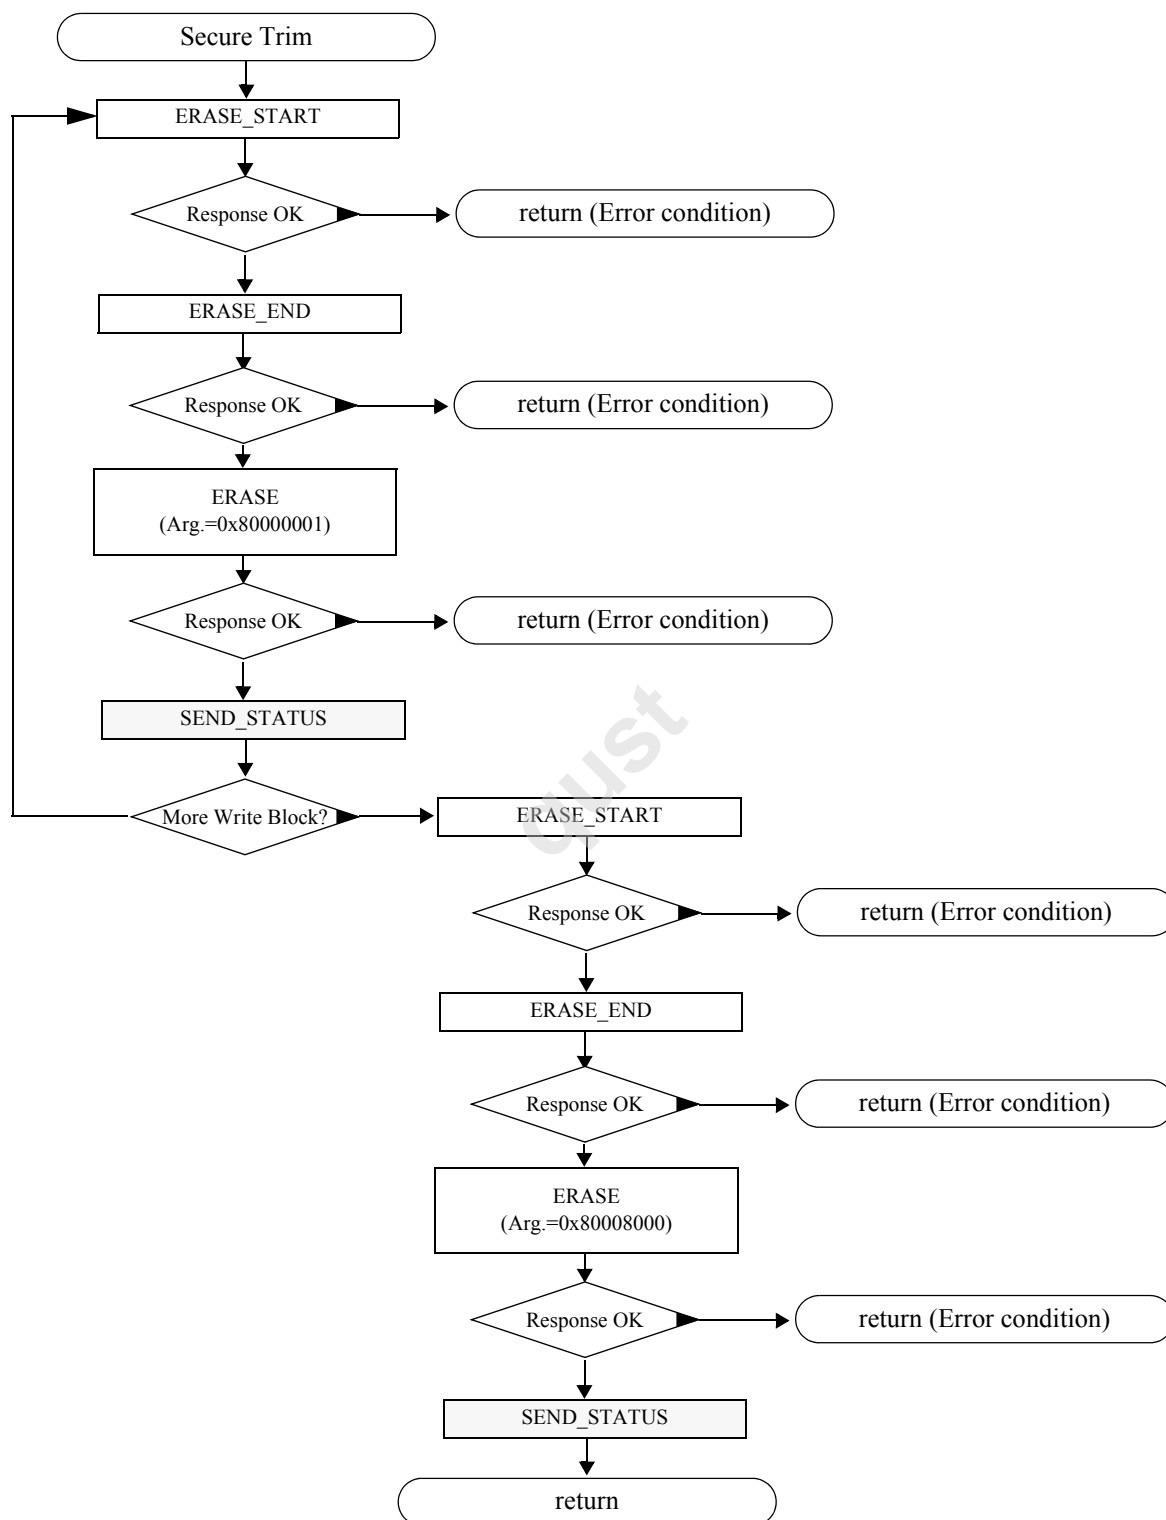 Secure Trim
ERASE_START
Response OK
return (Error condition)
ERASE_END
Response OK
return (Error condition)
ERASE
(Arg.=0x80000001)
Response OK
return (Error condition)
SEND_STATUS
More Write Block?
ERASE_START
Response OK
return (Error condition)
ERASE_END
Response OK
return (Error condition)
ERASE
(Arg.=0x80008000)
Response OK
return (Error condition)
SEND_STATUS
return
qust